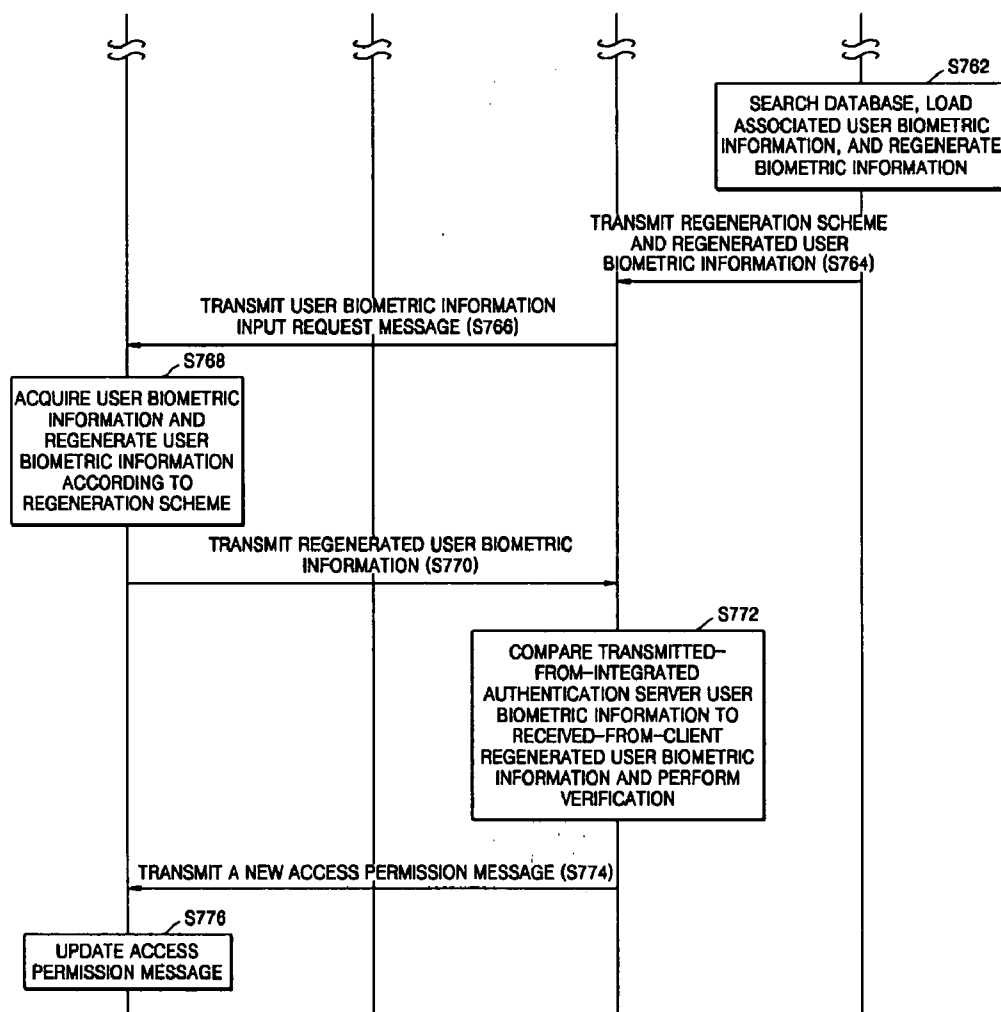 S762
SEARCH DATABASE, LOAD
ASSOCIATED USER BIOMETRIC
INFORMATION, AND REGENERATE
BIOMETRIC INFORMATION
TRANSMIT REGENERATION SCHEME
AND REGENERATED USER
BIOMETRIC INFORMATION (S764)
TRANSMIT USER BIOMETRIC INFORMATION
INPUT REQUEST MESSAGE (S766)
S768
ACQUIRE USER BIOMETRIC
INFORMATION AND
REGENERATE USER
BIOMETRIC INFORMATION
ACCORDING TO
REGENERATION SCHEME
TRANSMIT REGENERATED USER BIOMETRIC
INFORMATION (S770)
S772
COMPARE TRANSMITTED-
FROM-INTEGRATED
AUTHENTICATION SERVER USER
BIOMETRIC INFORMATION TO
RECEIVED-FROM-CLIENT
REGENERATED USER BIOMETRIC
INFORMATION AND PERFORM
VERIFICATION
TRANSMIT A NEW ACCESS PERMISSION MESSAGE (S774)
S776
UPDATE ACCESS
PERMISSION MESSAGE